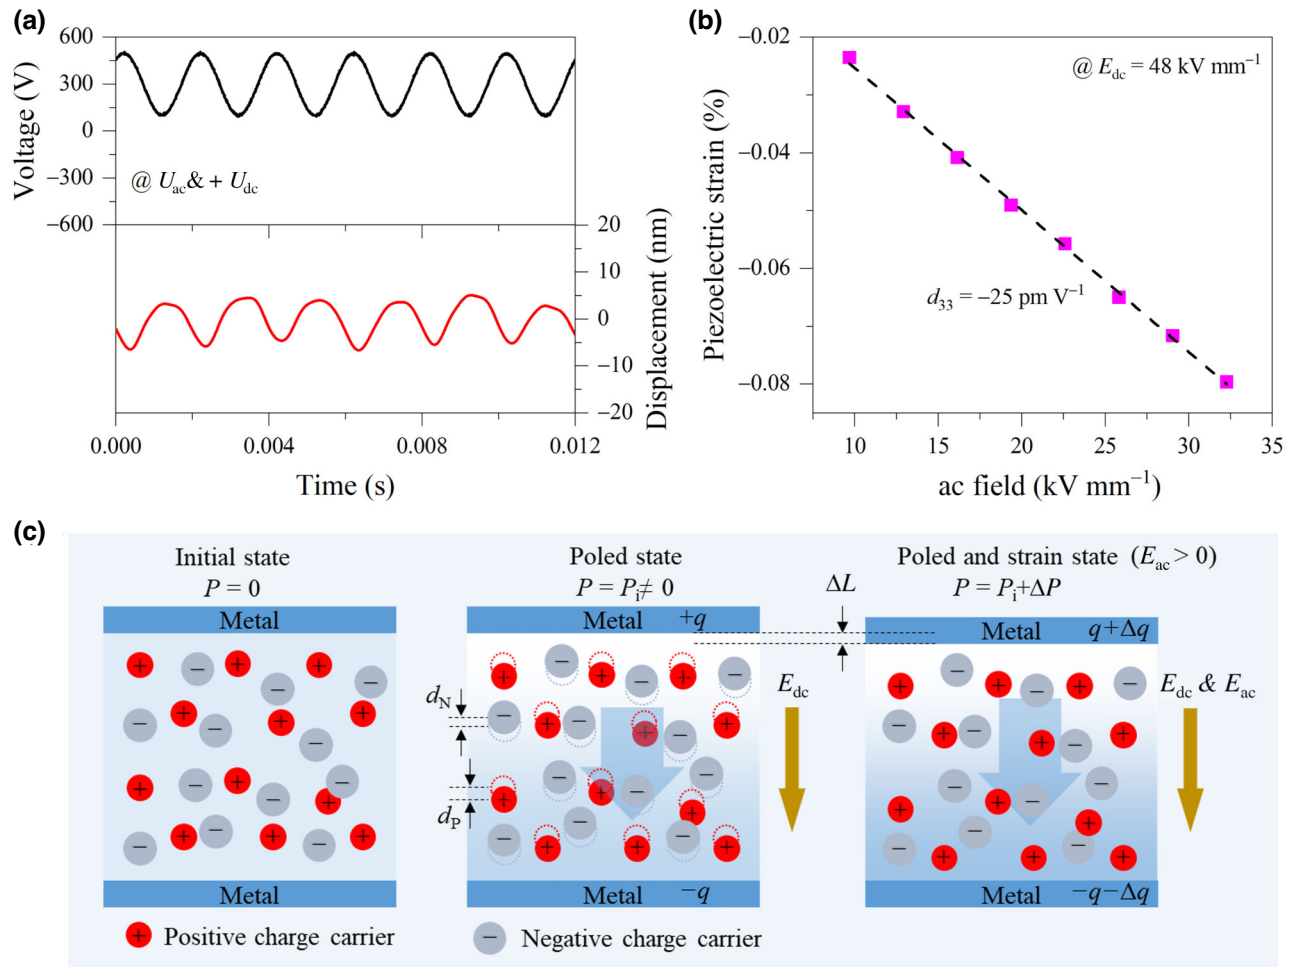 (a)
600
300
0
−300
−600
Voltage (V)
@ Uac& + Udc
20
10
0
−10
−20
Displacement (nm)
0.000 0.004 0.008 0.012
Time (s)
(b)
−0.02
−0.04
−0.06
−0.08
Piezoelectric strain (%)
@ Edc = 48 kV mm⁻¹
d33 = −25 pm V⁻¹
10 15 20 25 30 35
ac field (kV mm⁻¹)
(c)
Initial state
P = 0
Metal
Metal
Poled state
P = Pi ≠ 0
Metal +q
dN
dP
Metal −q
Edc
ΔL
Poled and strain state (Eac > 0)
P = Pi+ΔP
Metal q+Δq
Edc & Eac
Metal −q−Δq
+ Positive charge carrier
− Negative charge carrier